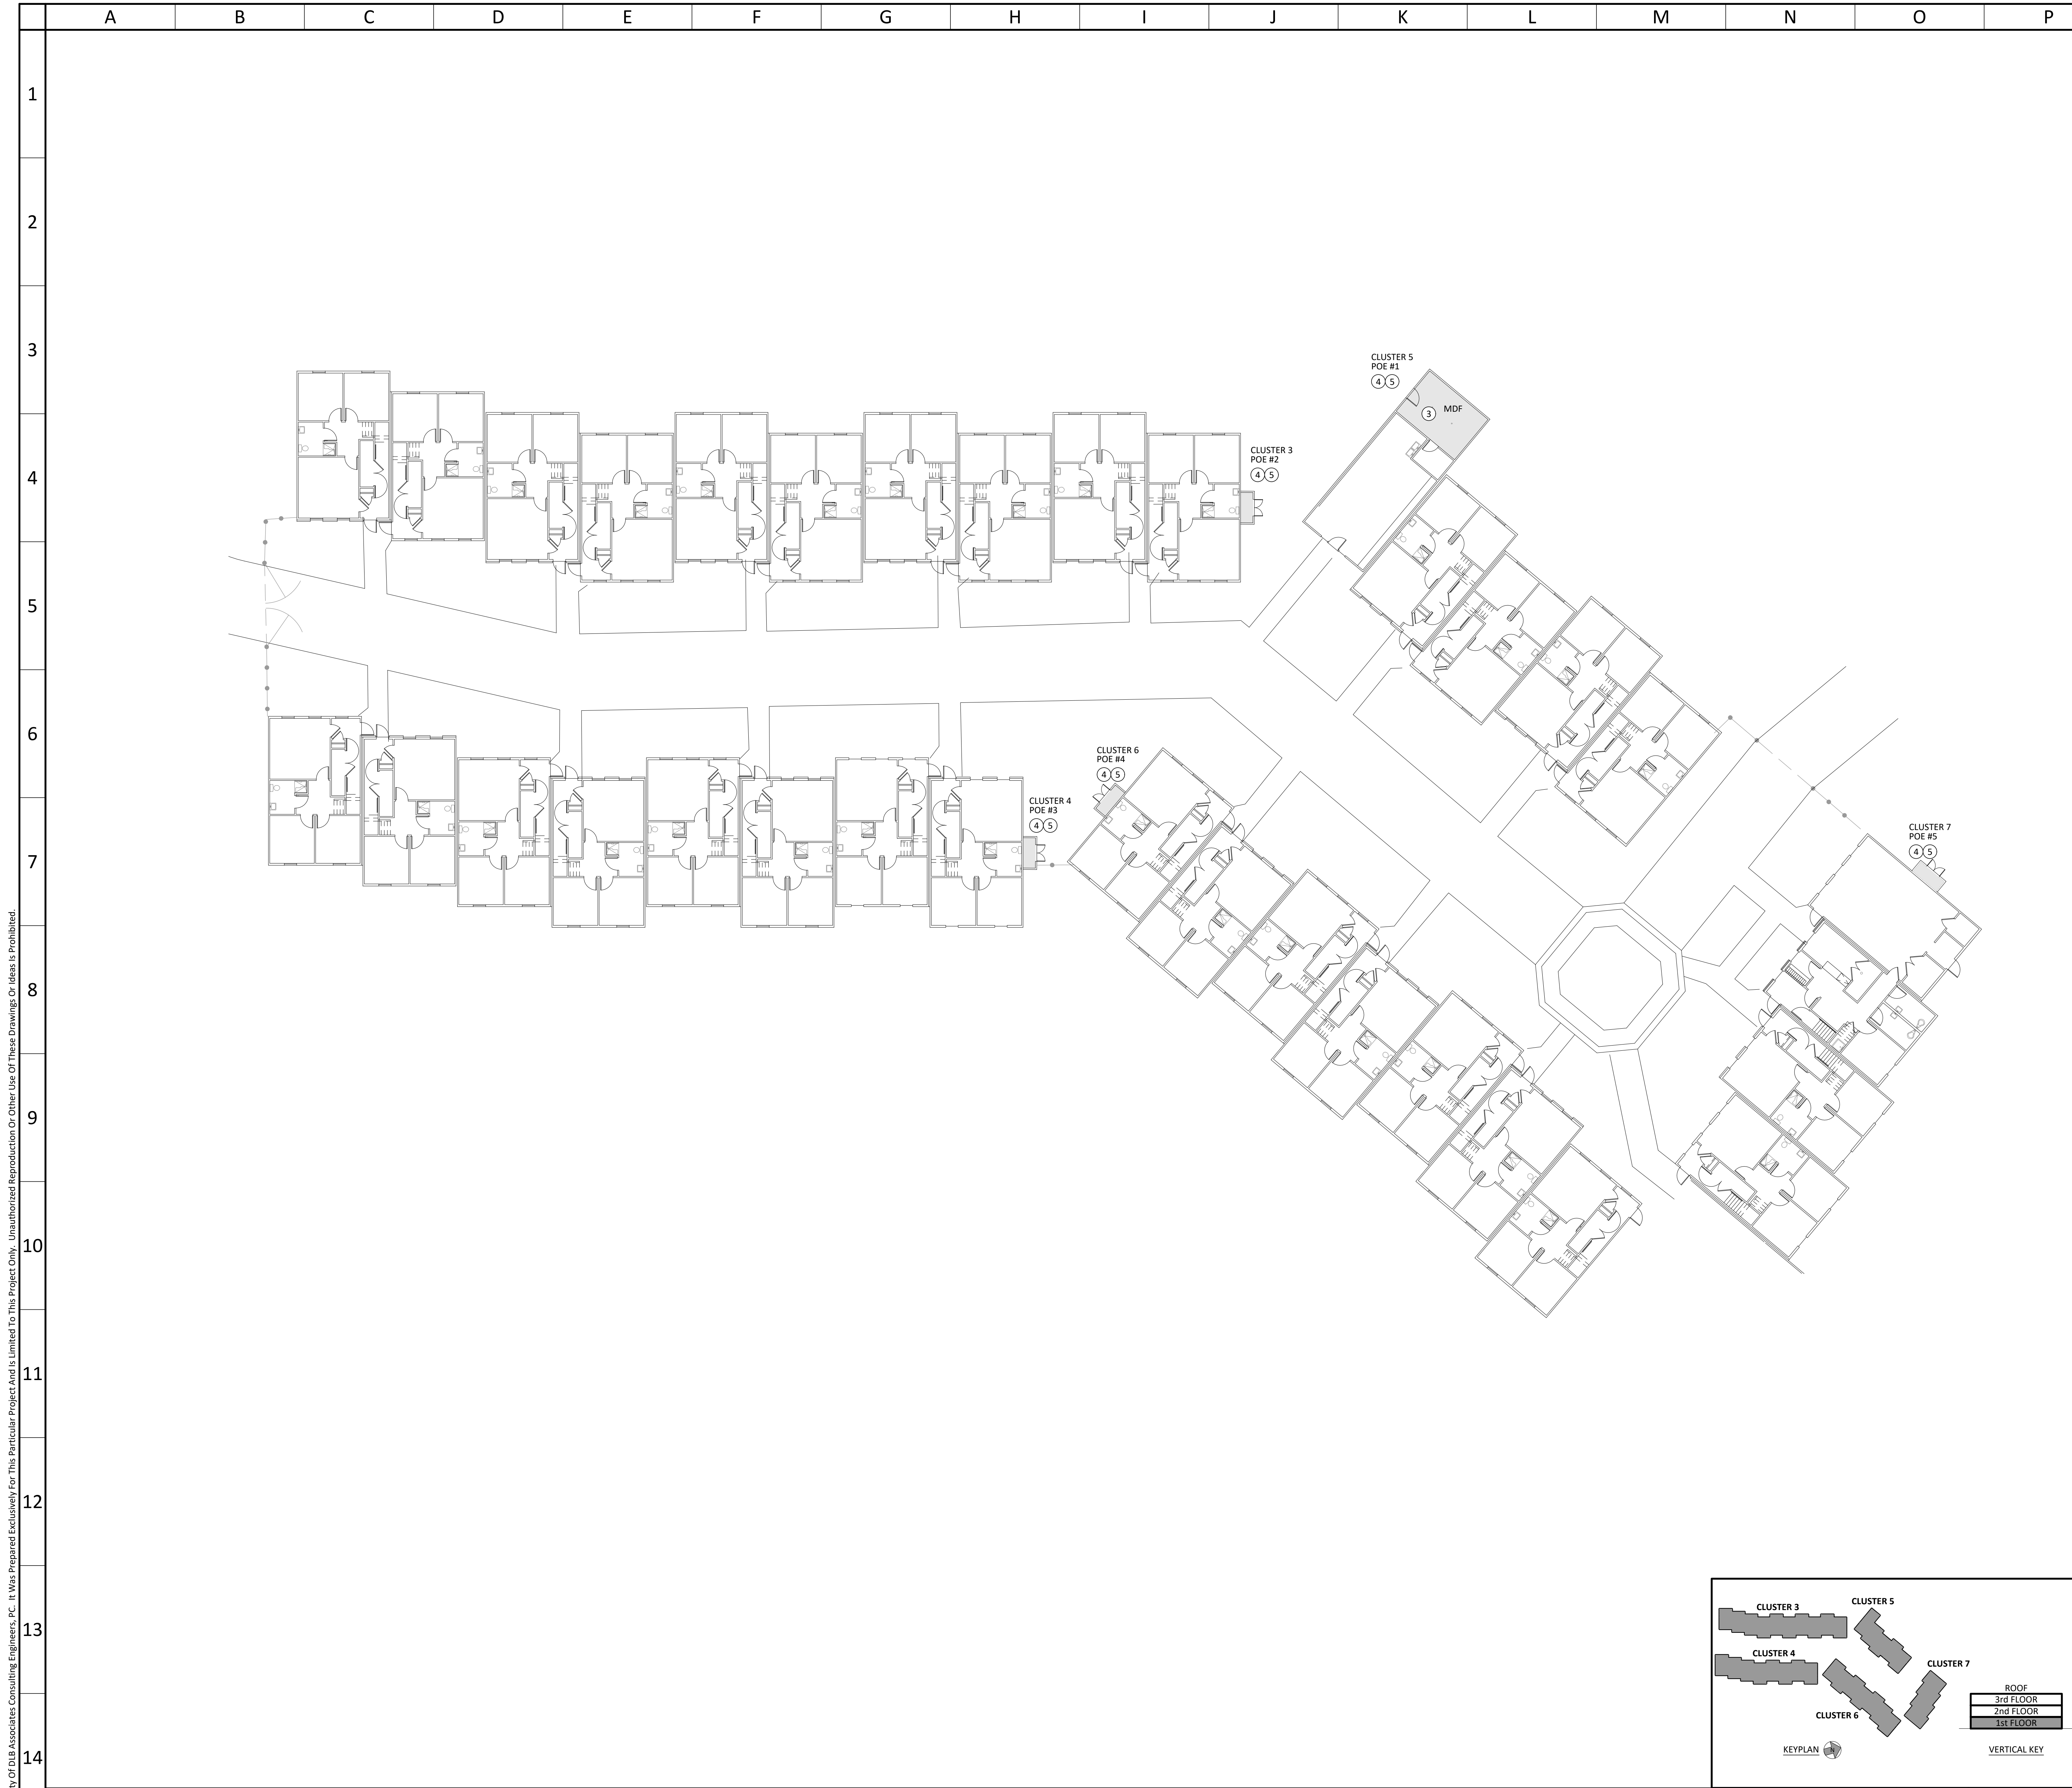 A B C D E F G H I J K L M N O P
1
2
3
4
5
6
7
8
9
10
11
12
13
14
CLUSTER 5
POE #1
4 5
3 MDF
CLUSTER 3
POE #2
4 5
CLUSTER 6
POE #4
4 5
CLUSTER 4
POE #3
4 5
CLUSTER 7
POE #5
4 5
ty Of DLB Associates Consulting Engineers, PC. It Was Prepared Exclusively For This Particular Project And Is Limited To This Project Only. Unauthorized Reproduction Or Other Use Of These Drawings Or Ideas Is Prohibited.
CLUSTER 3
CLUSTER 5
CLUSTER 4
CLUSTER 7
CLUSTER 6
KEYPLAN
N
ROOF
3rd FLOOR
2nd FLOOR
1st FLOOR
VERTICAL KEY